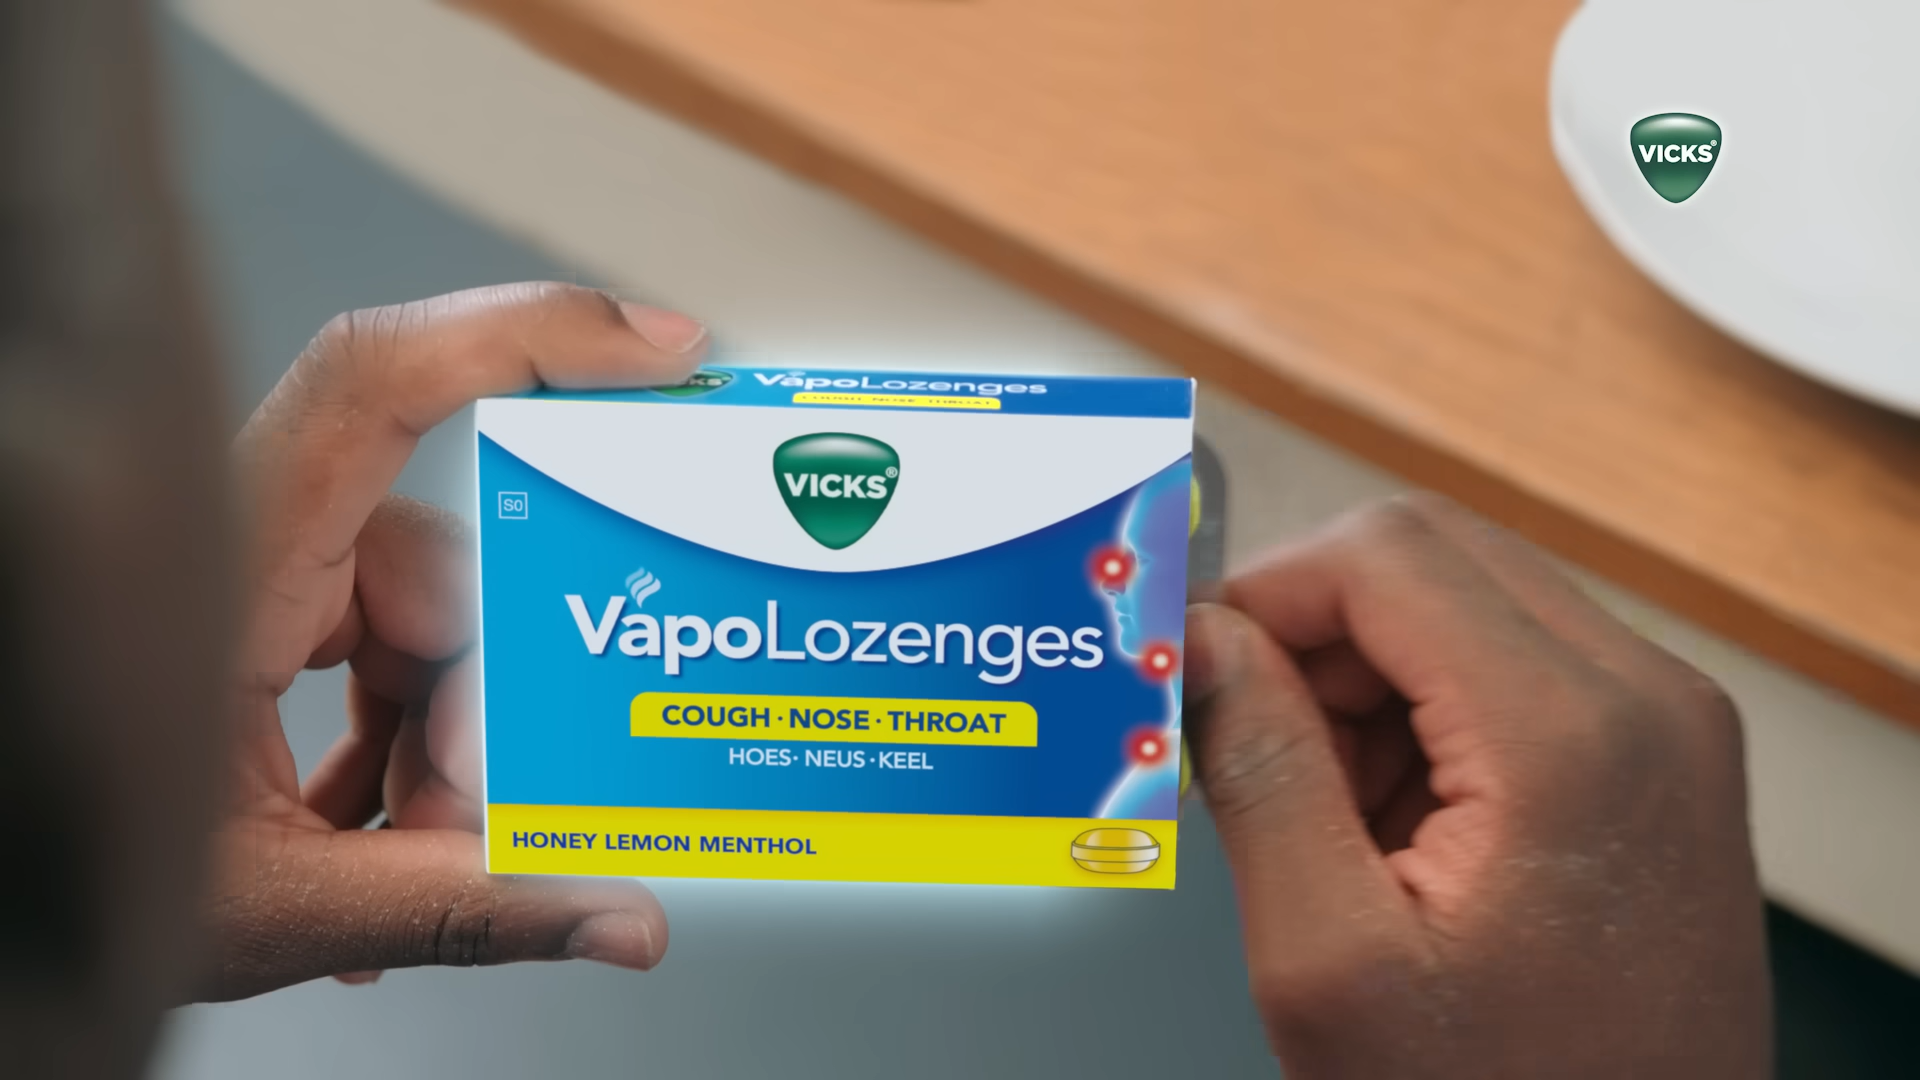 VICKS®
VICKS
VapoLozenges
COUGH NOSE THROAT
VICKS®
S0
VapoLozenges
COUGH · NOSE · THROAT
HOES · NEUS · KEEL
HONEY LEMON MENTHOL